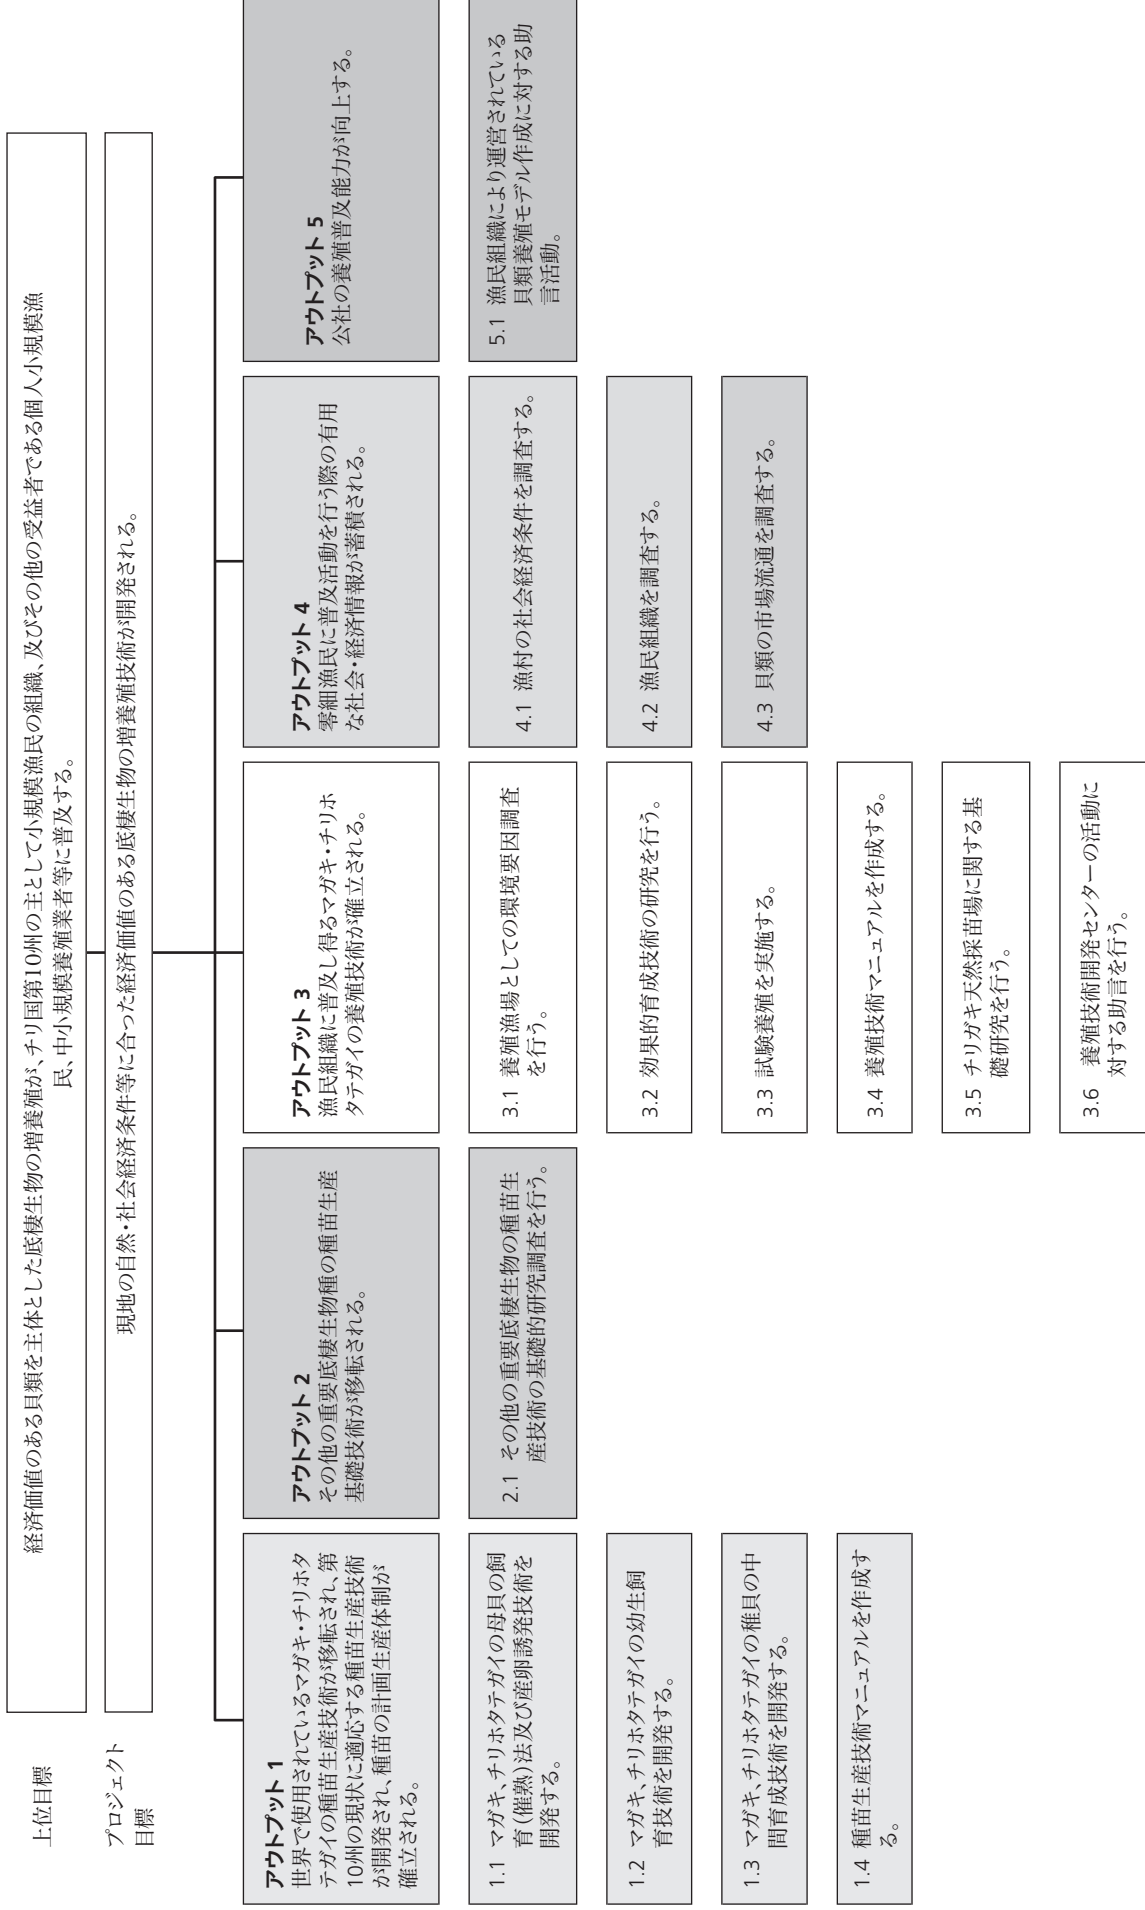 上位目標
経済価値のある貝類を主体とした底棲生物の増養殖が、チリ国第10州の主として小規模漁民の組織、及びその他の受益者である個人小規模漁
民、中小規模養殖業者等に普及する。
プロジェクト
目標
現地の自然・社会経済条件等に合った経済価値のある底棲生物の増養殖技術が開発される。
アウトプット 1
世界で使用されているマガキ・チリホタ
テガイの種苗生産技術が移転され、第
10州の現状に適応する種苗生産技術
が開発され、種苗の計画生産体制が
確立される。
1.1 マガキ、チリホタテガイの母貝の飼
育（催熟）法及び産卵誘発技術を
開発する。
1.2 マガキ、チリホタテガイの幼生飼
育技術を開発する。
1.3 マガキ、チリホタテガイの稚貝の中
間育成技術を開発する。
1.4 種苗生産技術マニュアルを作成す
る。
アウトプット 2
その他の重要底棲生物種の種苗生産
基礎技術が移転される。
2.1 その他の重要底棲生物の種苗生
産技術の基礎的研究調査を行う。
アウトプット 3
漁民組織に普及し得るマガキ・チリホ
タテガイの養殖技術が確立される。
3.1 養殖漁場としての環境要因調査
を行う。
3.2 効果的育成技術の研究を行う。
3.3 試験養殖を実施する。
3.4 養殖技術マニュアルを作成する。
3.5 チリガキ天然採苗場に関する基
礎研究を行う。
3.6 養殖技術開発センターの活動に
対する助言を行う。
アウトプット 4
零細漁民に普及活動を行う際の有用
な社会・経済情報が蓄積される。
4.1 漁村の社会経済条件を調査する。
4.2 漁民組織を調査する。
4.3 貝類の市場流通を調査する。
アウトプット 5
公社の養殖普及能力が向上する。
5.1 漁民組織により運営されている
貝類養殖モデル作成に対する助
言活動。